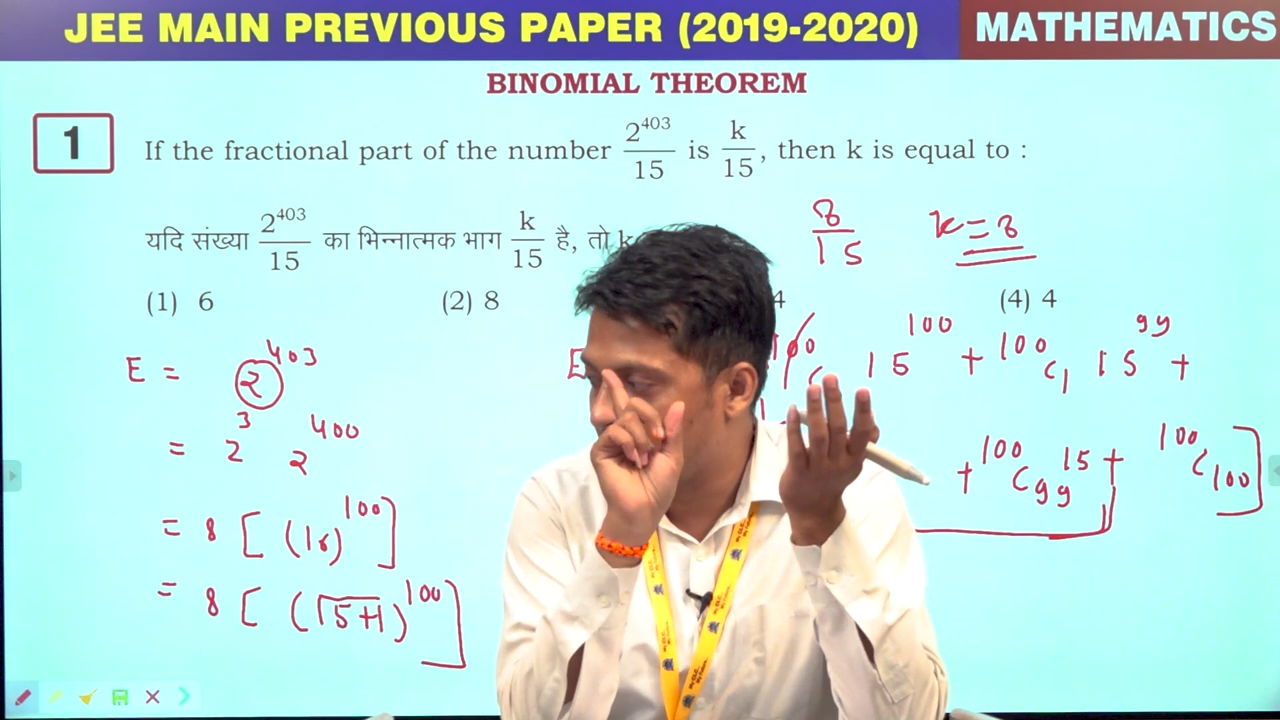 JEE MAIN PREVIOUS PAPER (2019-2020) MATHEMATICS
BINOMIAL THEOREM
1 If the fractional part of the number 2^403/15 is k/15, then k is equal to :
यदि संख्या 2^403/15 का भिन्नात्मक भाग k/15 है, तो k
8/15 k=8
(1) 6 (2) 8 4 (4) 4
E = 2^403
= 2^3 2^400
= 8 [ (16)^100 ]
= 8 [ (15+1)^100 ]
E 100C 15^100 + 100C1 15^99 +
+ 100C99 15 + 100C100 ]